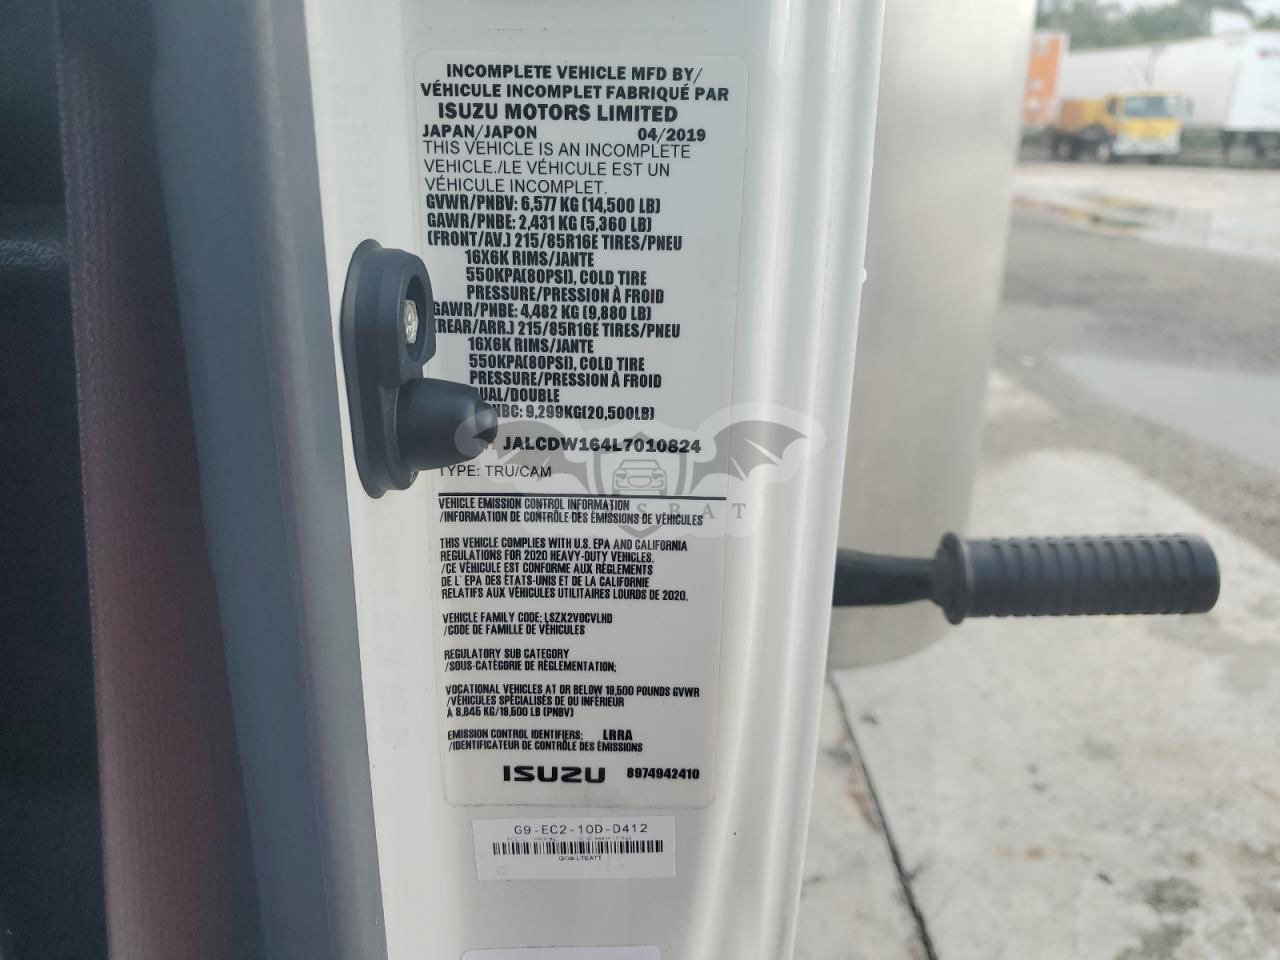 INCOMPLETE VEHICLE MFD BY/
VÉHICULE INCOMPLET FABRIQUÉ PAR
ISUZU MOTORS LIMITED
JAPAN/JAPON 04/2019
THIS VEHICLE IS AN INCOMPLETE
VEHICLE./LE VÉHICULE EST UN
VÉHICULE INCOMPLET.
GVWR/PNBV: 6,577 KG (14,500 LB)
GAWR/PNBE: 2,431 KG (5,360 LB)
(FRONT/AV.) 215/85R16E TIRES/PNEU
16X6K RIMS/JANTE
550KPA(80PSI), COLD TIRE
PRESSURE/PRESSION À FROID
GAWR/PNBE: 4,482 KG (9,880 LB)
(REAR/ARR.) 215/85R16E TIRES/PNEU
16X6K RIMS/JANTE
550KPA(80PSI), COLD TIRE
PRESSURE/PRESSION À FROID
UAL/DOUBLE
NBC: 9,299KG(20,500LB)
JALCDW164L7010824
TYPE: TRU/CAM
VEHICLE EMISSION CONTROL INFORMATION
/INFORMATION DE CONTRÔLE DES ÉMISSIONS DE VÉHICULES
THIS VEHICLE COMPLIES WITH U.S. EPA AND CALIFORNIA
REGULATIONS FOR 2020 HEAVY-DUTY VEHICLES.
/CE VÉHICULE EST CONFORME AUX RÈGLEMENTS
DE L'EPA DES ÉTATS-UNIS ET DE LA CALIFORNIE
RELATIFS AUX VÉHICULES UTILITAIRES LOURDS DE 2020.
VEHICLE FAMILY CODE: LSZX2VOCVLHD
/CODE DE FAMILLE DE VÉHICULES
REGULATORY SUB CATEGORY
/SOUS-CATÉGORIE DE RÈGLEMENTATION;
VOCATIONAL VEHICLES AT OR BELOW 19,500 POUNDS GVWR
/VÉHICULES SPÉCIALISÉS DE OU INFÉRIEUR
À 8,845 KG/19,500 LB (PNBV)
EMISSION CONTROL IDENTIFIERS: LRRA
/IDENTIFICATEUR DE CONTRÔLE DES ÉMISSIONS
ISUZU 8974942410
G9-EC2-10D-D412
G09-LTEATT